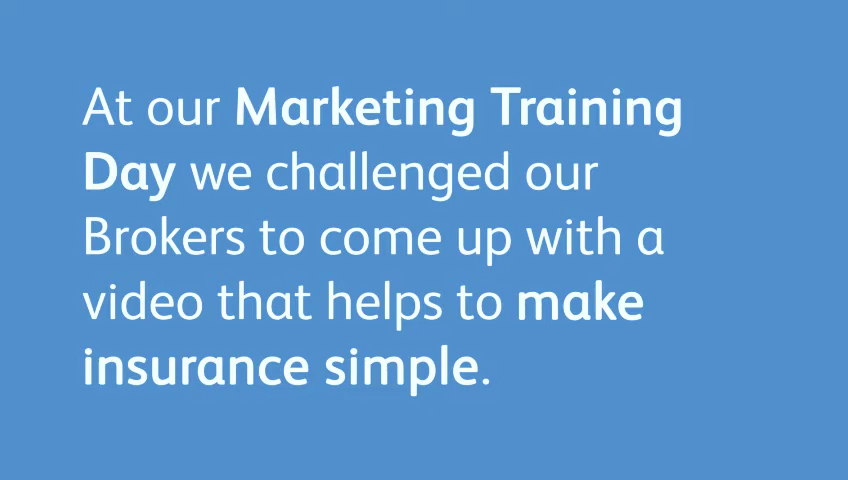 At our Marketing Training
Day we challenged our
Brokers to come up with a
video that helps to make
insurance simple.